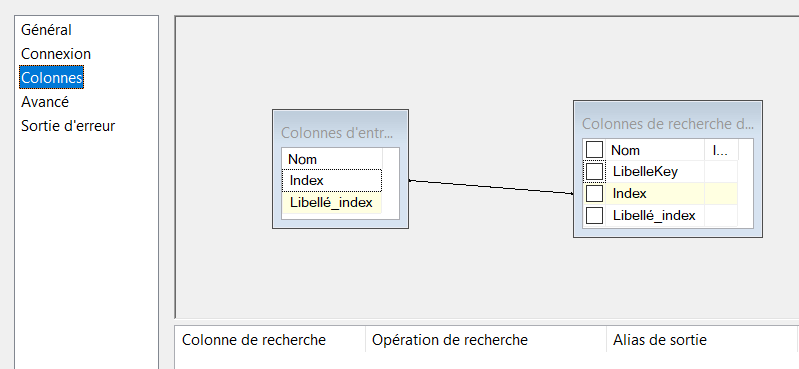 Général
Connexion
Colonnes
Avancé
Sortie d'erreur
Colonnes d'entr...
Nom
Index
Libellé_index
Colonnes de recherche d...
Nom I...
LibelleKey
Index
Libellé_index
Colonne de recherche Opération de recherche Alias de sortie